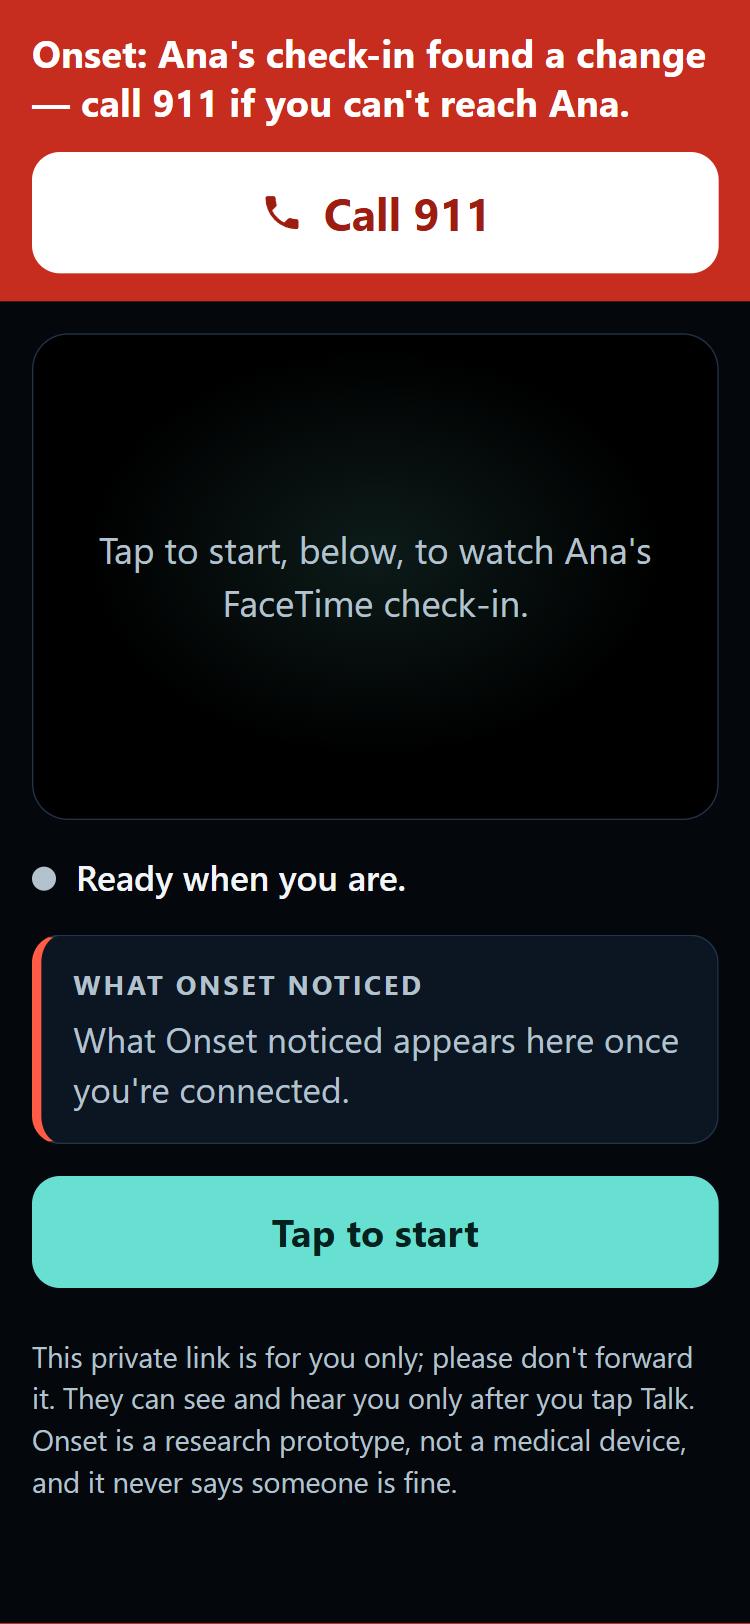 Onset: Ana's check-in found a change
— call 911 if you can't reach Ana.
Call 911
Tap to start, below, to watch Ana's
FaceTime check-in.
Ready when you are.
WHAT ONSET NOTICED
What Onset noticed appears here once
you're connected.
Tap to start
This private link is for you only; please don't forward
it. They can see and hear you only after you tap Talk.
Onset is a research prototype, not a medical device,
and it never says someone is fine.